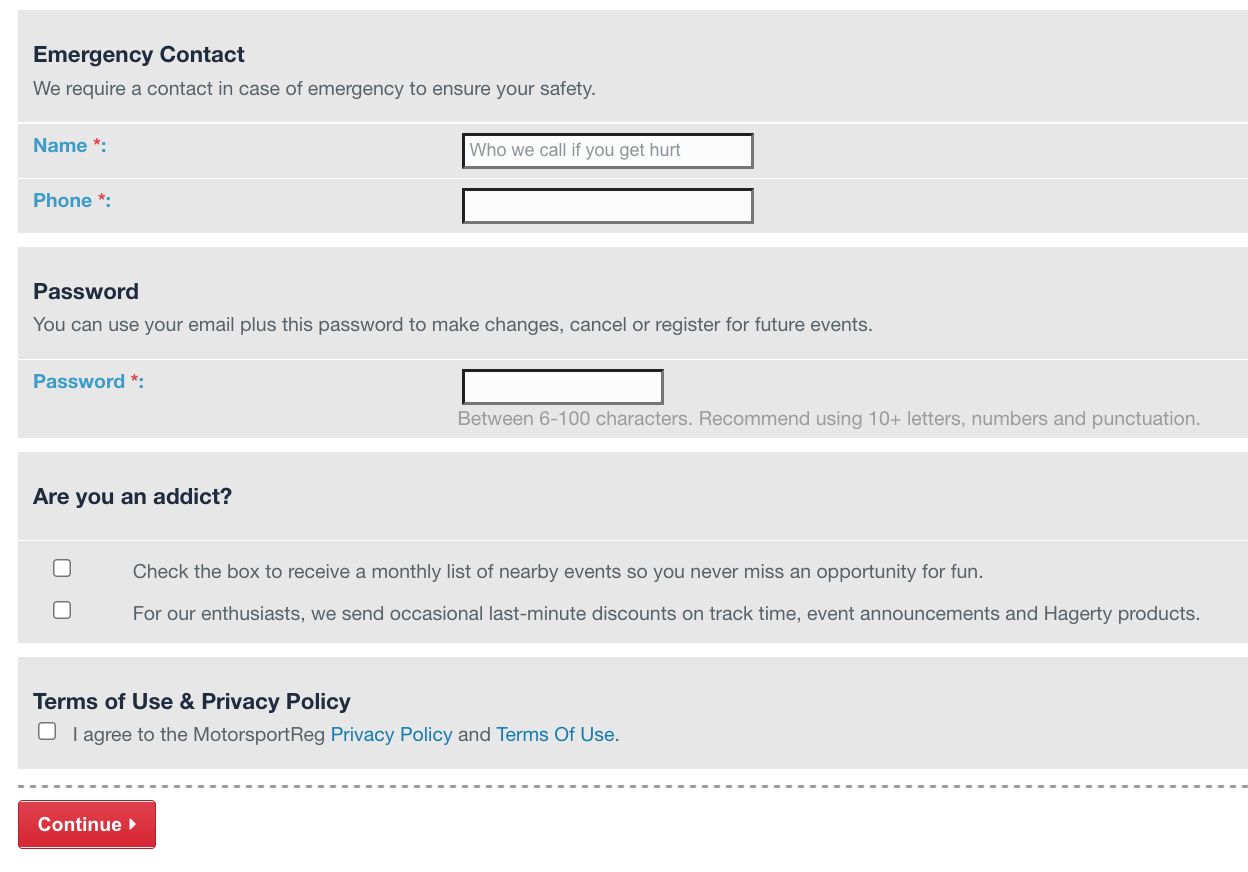 Emergency Contact
We require a contact in case of emergency to ensure your safety.
Name *:
Who we call if you get hurt
Phone *:
Password
You can use your email plus this password to make changes, cancel or register for future events.
Password *:
Between 6-100 characters. Recommend using 10+ letters, numbers and punctuation.
Are you an addict?
Check the box to receive a monthly list of nearby events so you never miss an opportunity for fun.
For our enthusiasts, we send occasional last-minute discounts on track time, event announcements and Hagerty products.
Terms of Use & Privacy Policy
I agree to the MotorsportReg Privacy Policy and Terms Of Use.
Continue